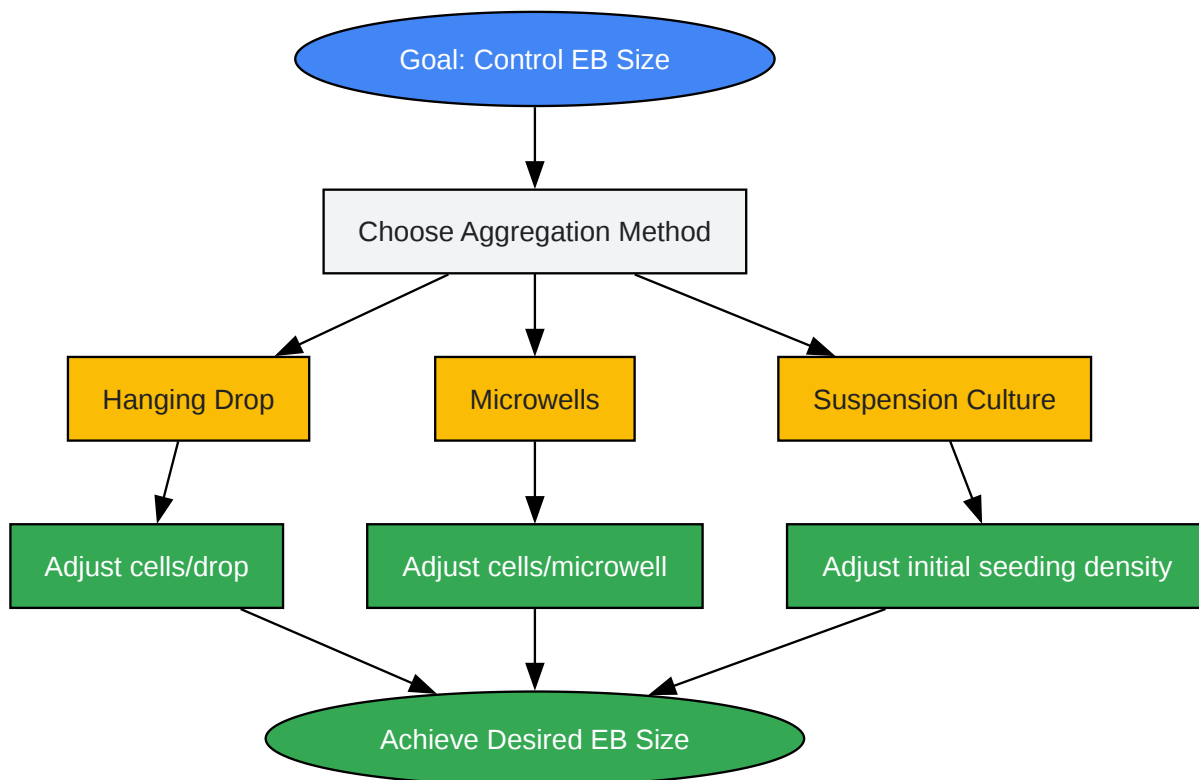 Goal: Control EB Size
Choose Aggregation Method
Hanging Drop
Microwells
Suspension Culture
Adjust cells/drop
Adjust cells/microwell
Adjust initial seeding density
Achieve Desired EB Size